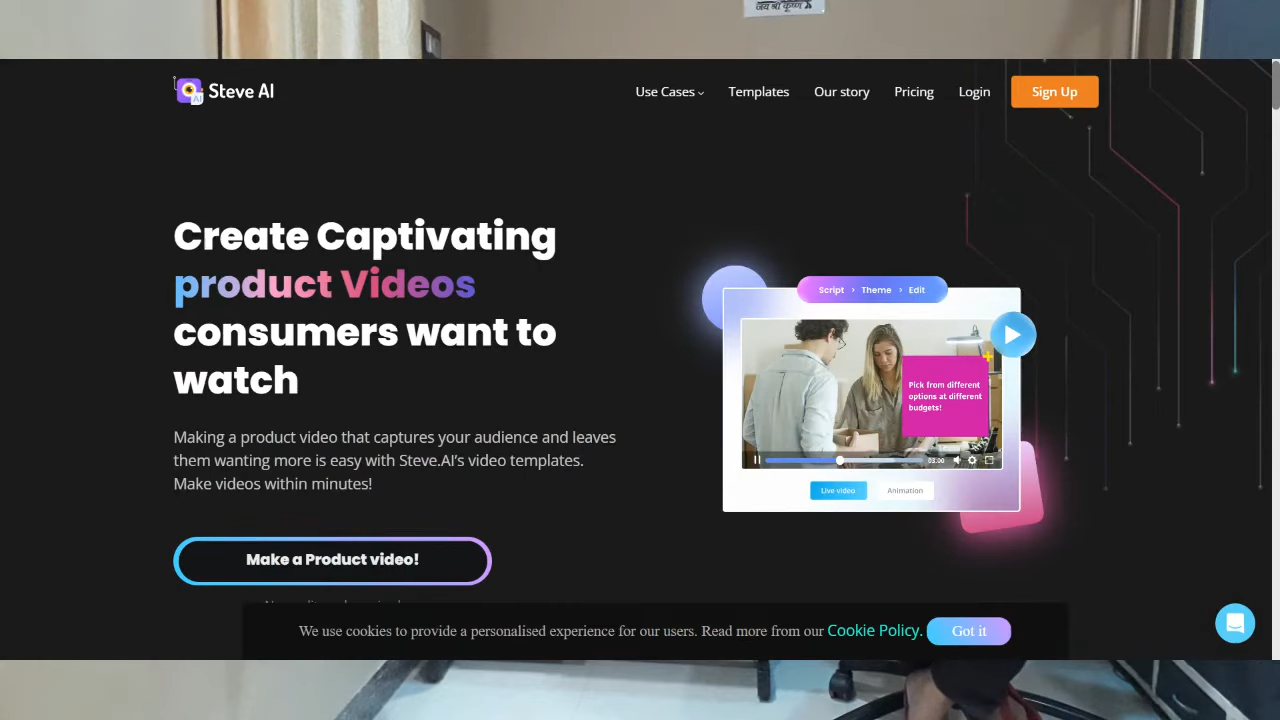 जय श्री कृष्णा
Steve AI
Use Cases
Templates
Our story
Pricing
Login
Sign Up
Create Captivating
product Videos
consumers want to
watch
Script > Theme > Edit
Pick from different
options at different
budgets!
03:00
Live video
Animation
Making a product video that captures your audience and leaves
them wanting more is easy with Steve.AI’s video templates.
Make videos within minutes!
Make a Product video!
We use cookies to provide a personalised experience for our users. Read more from our Cookie Policy. Got it